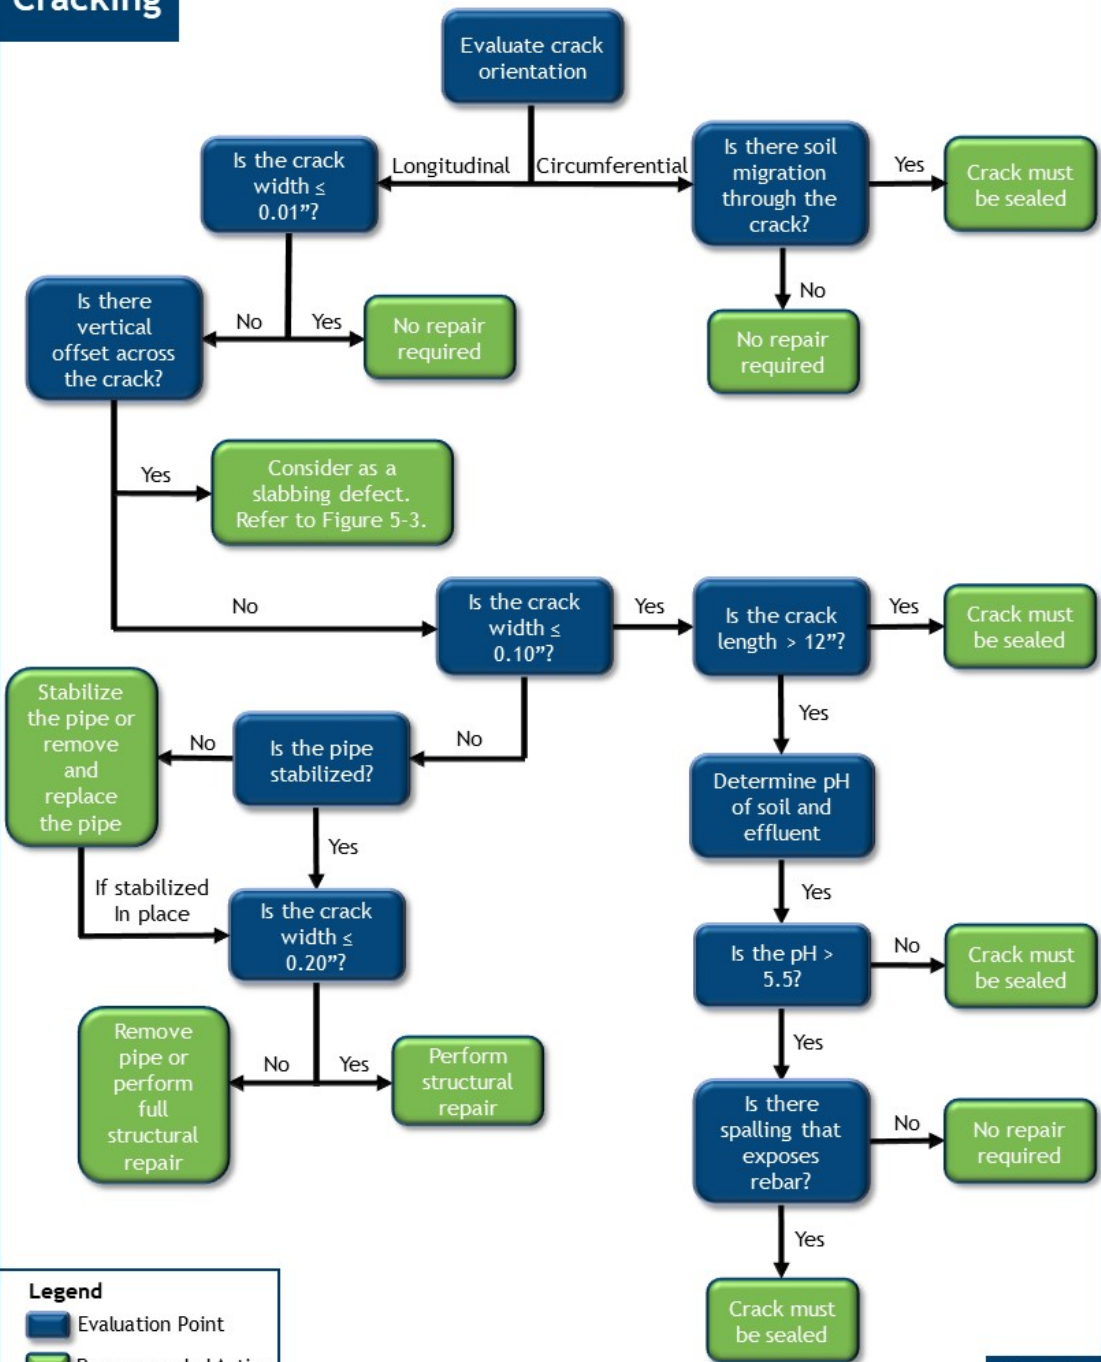 Cracking
Evaluate crack
orientation
Longitudinal
Circumferential
Is the crack
width ≤
0.01”?
Is there soil
migration
through the
crack?
Yes
Crack must
be sealed
No
No repair
required
Is there
vertical
offset across
the crack?
No
Yes
No repair
required
Yes
Consider as a
slabbing defect.
Refer to Figure 5-3.
No
Is the crack
width ≤
0.10”?
Yes
Is the crack
length > 12”?
Yes
Crack must
be sealed
Stabilize
the pipe or
remove
and
replace
the pipe
No
Is the pipe
stabilized?
No
Yes
Determine pH
of soil and
effluent
Yes
If stabilized
In place
Is the crack
width ≤
0.20”?
Yes
Is the pH >
5.5?
No
Crack must
be sealed
Remove
pipe or
perform
full
structural
repair
No
Yes
Perform
structural
repair
Yes
Is there
spalling that
exposes
rebar?
No
No repair
required
Yes
Crack must
be sealed
Legend
Evaluation Point